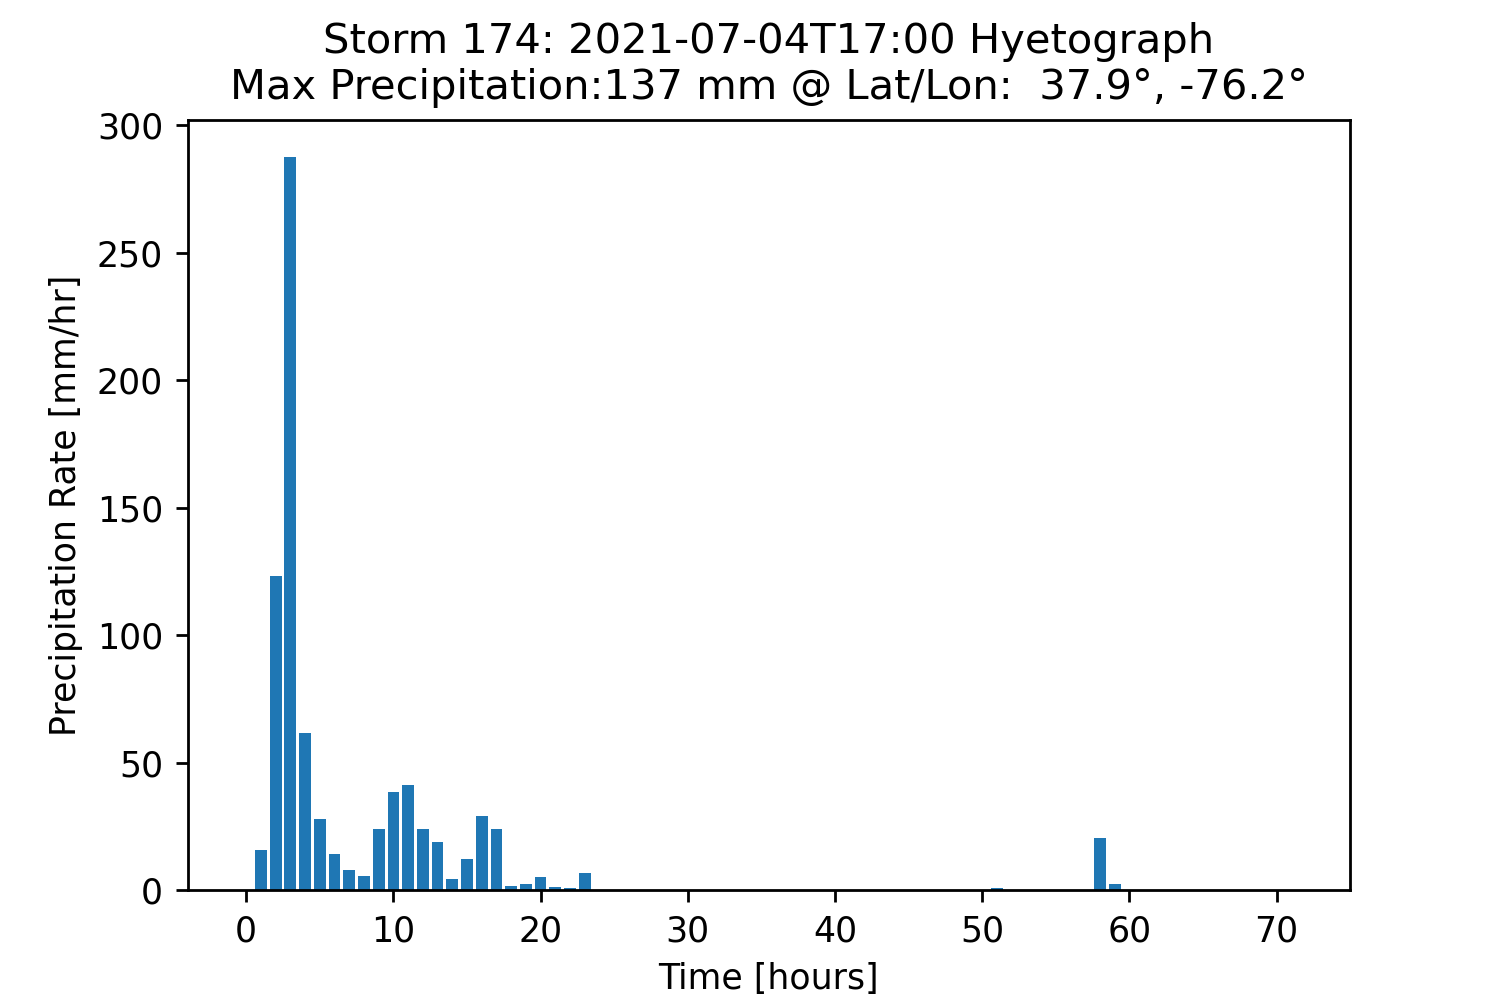 Storm 174: 2021-07-04T17:00 Hyetograph
Max Precipitation:137 mm @ Lat/Lon:  37.9°, -76.2°
300
250
200
150
100
50
0
Precipitation Rate [mm/hr]
0 10 20 30 40 50 60 70
Time [hours]